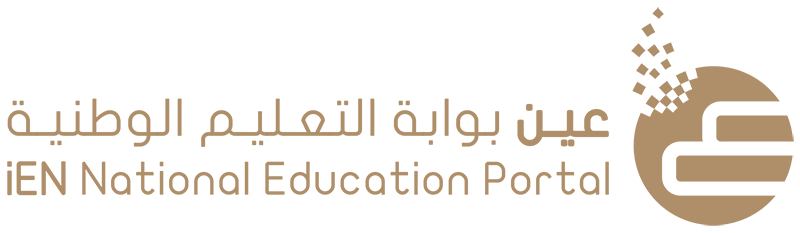 عين بوابة التعليم الوطنية
iEN National Education Portal